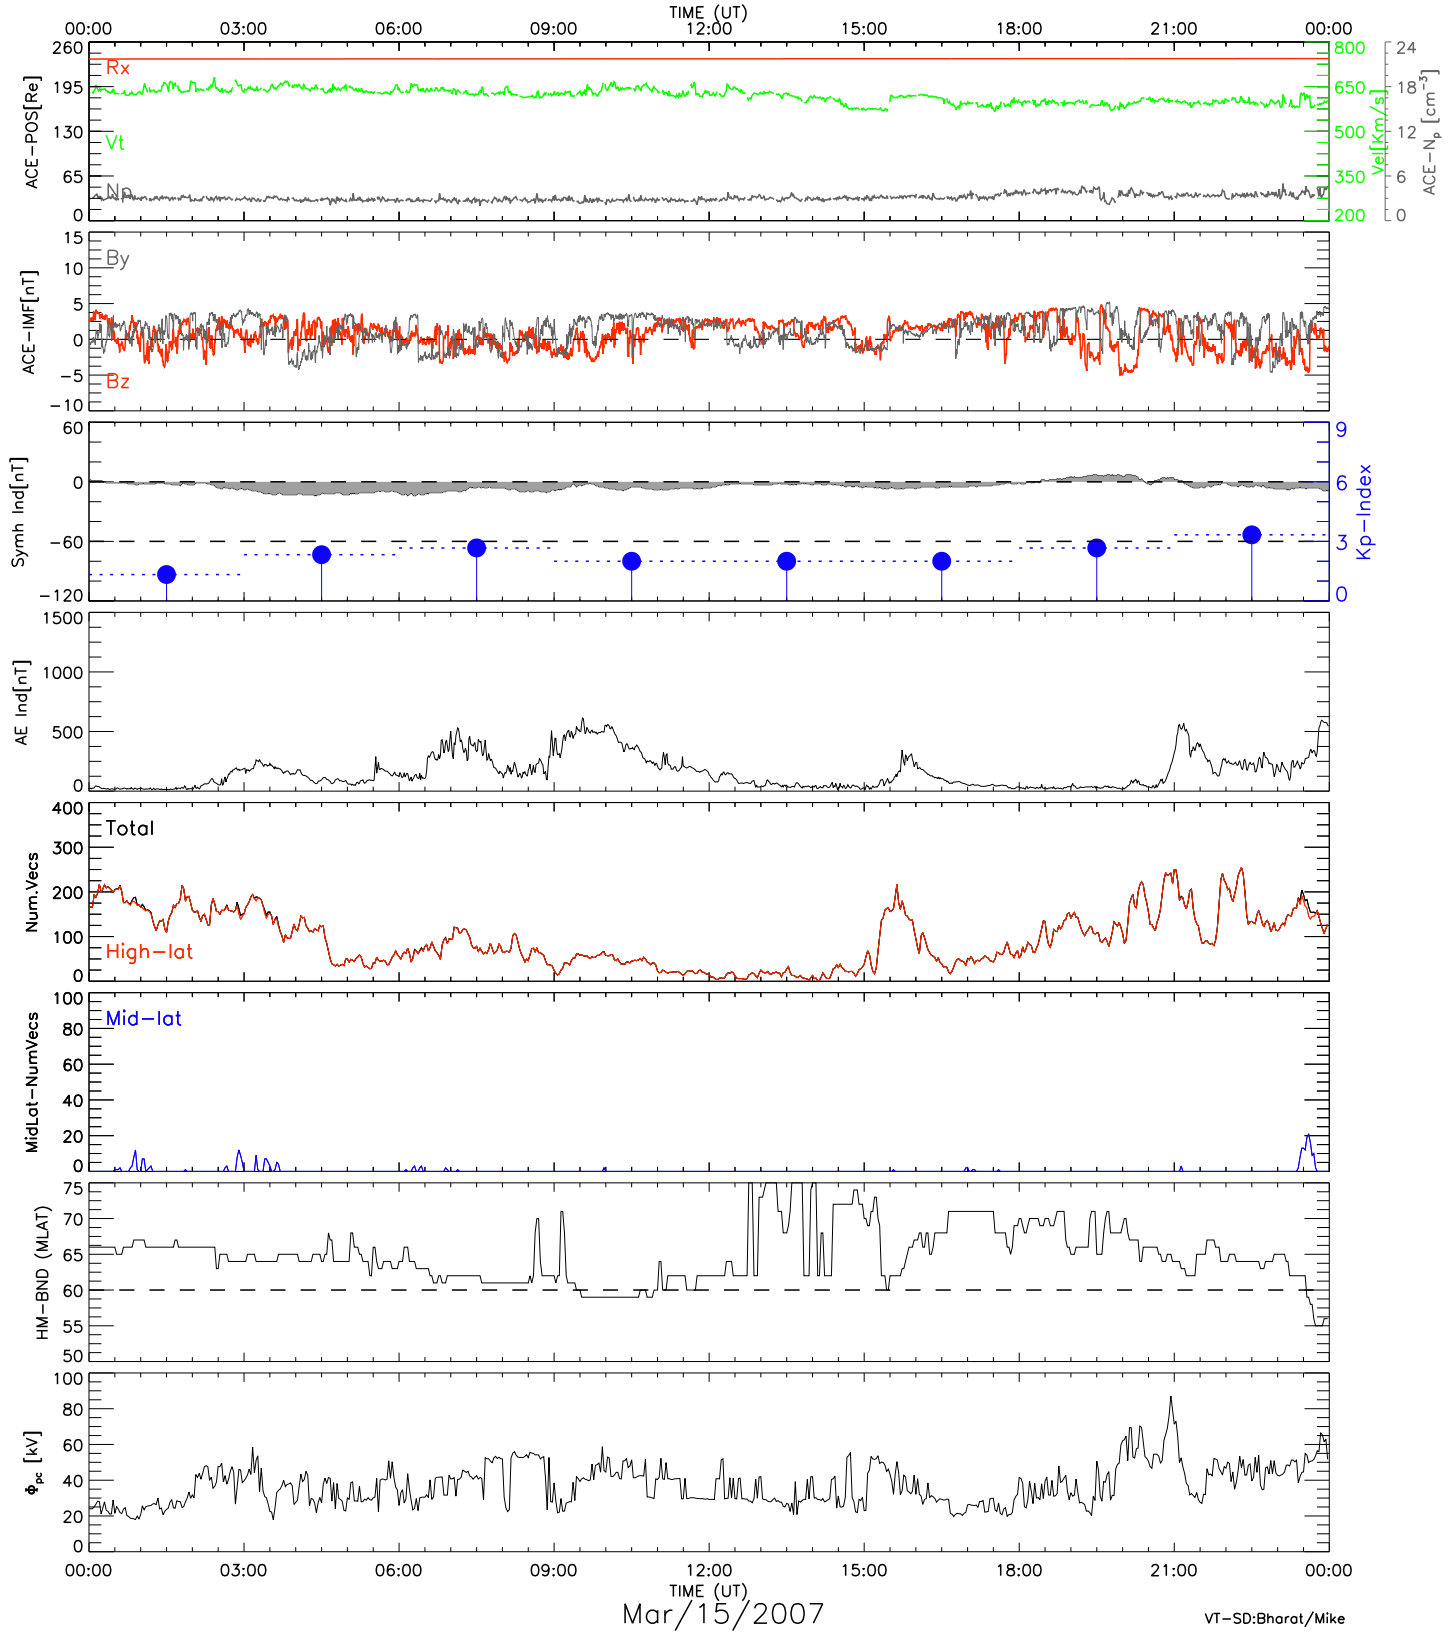 TIME (UT)
00:00 03:00 06:00 09:00 12:00 15:00 18:00 21:00 00:00
260 195 130 65 0
ACE-POS[Re]
Rx
Vt
Np
800 650 500 350 200
Vel[Km/s]
24 18 12 6 0
ACE-Np [cm⁻³]
15 10 5 0 -5 -10
ACE-IMF[nT]
By
Bz
60 0 -60 -120
Symh Ind[nT]
9 6 3 0
Kp-Index
1500 1000 500 0
AE Ind[nT]
400 300 200 100 0
Num.Vecs
Total
High-lat
100 80 60 40 20 0
MidLat-NumVecs
Mid-lat
75 70 65 60 55 50
HM-BND (MLAT)
100 80 60 40 20 0
Φpc [kV]
00:00 03:00 06:00 09:00 12:00 15:00 18:00 21:00 00:00
TIME (UT)
Mar/15/2007
VT-SD:Bharat/Mike